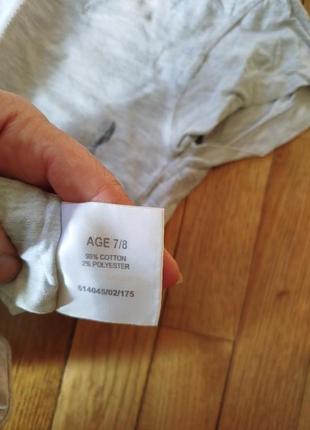 AGE 7/8
98% COTTON
2% POLYESTER
614045/02/175